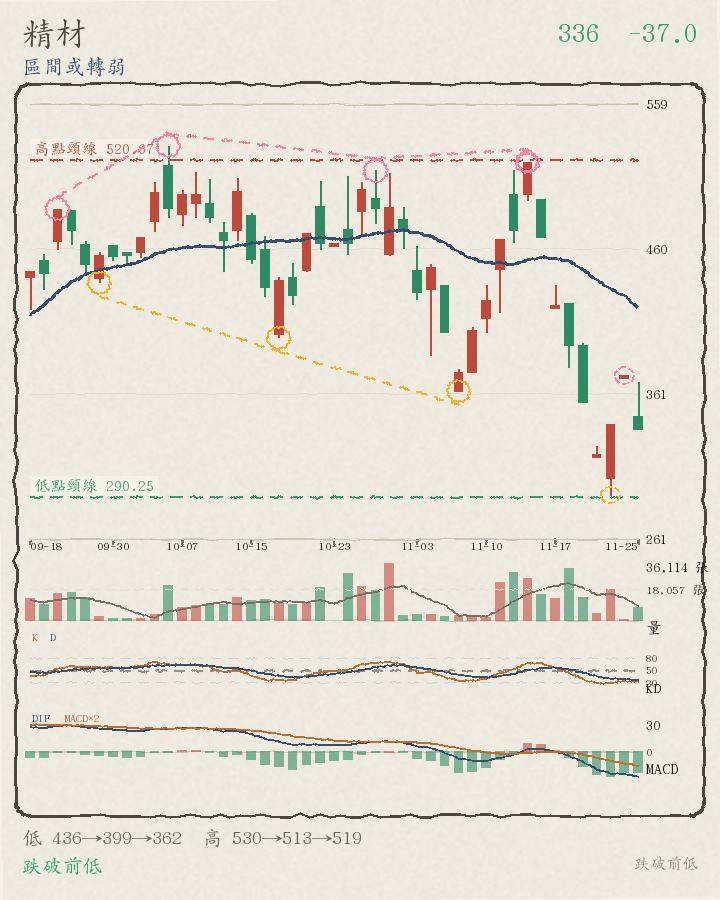 精材
336 -37.0
區間或轉弱
559
高點頸線 520.67
460
361
低點頸線 290.25
261
09-18 09-30 10-07 10-15 10-23 11-03 11-10 11-17 11-25
36,114 張
18,057 張
量
K D
80
50
20
KD
DIF MACD×2
30
0
MACD
低 436→399→362 高 530→513→519
跌破前低
跌破前低